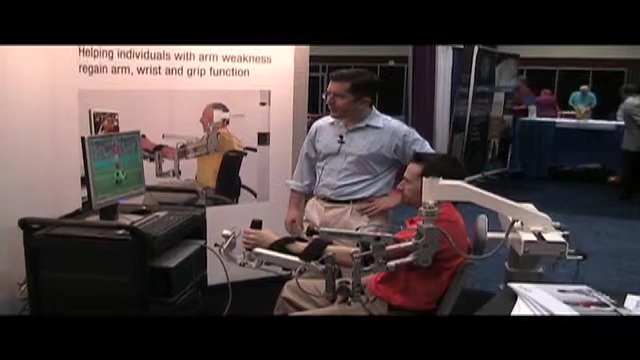 Helping individuals with arm weakness
regain arm, wrist and grip function